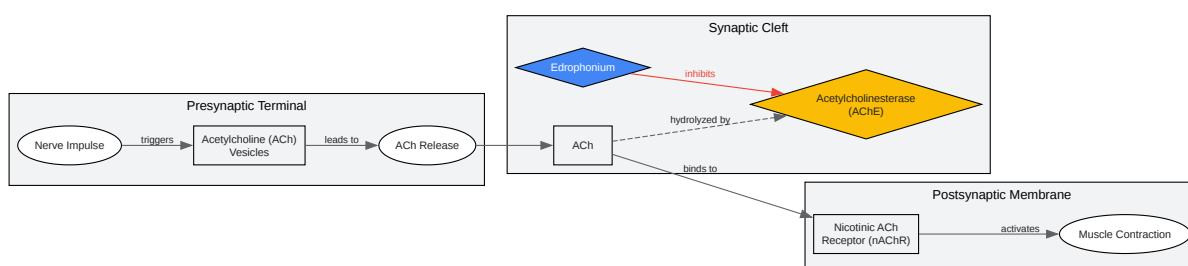 Synaptic Cleft
Edrophonium
inhibits
Acetylcholinesterase
(AChE)
hydrolyzed by
ACh
binds to
Presynaptic Terminal
Nerve Impulse
triggers
Acetylcholine (ACh)
Vesicles
leads to
ACh Release
Postsynaptic Membrane
Nicotinic ACh
Receptor (nAChR)
activates
Muscle Contraction